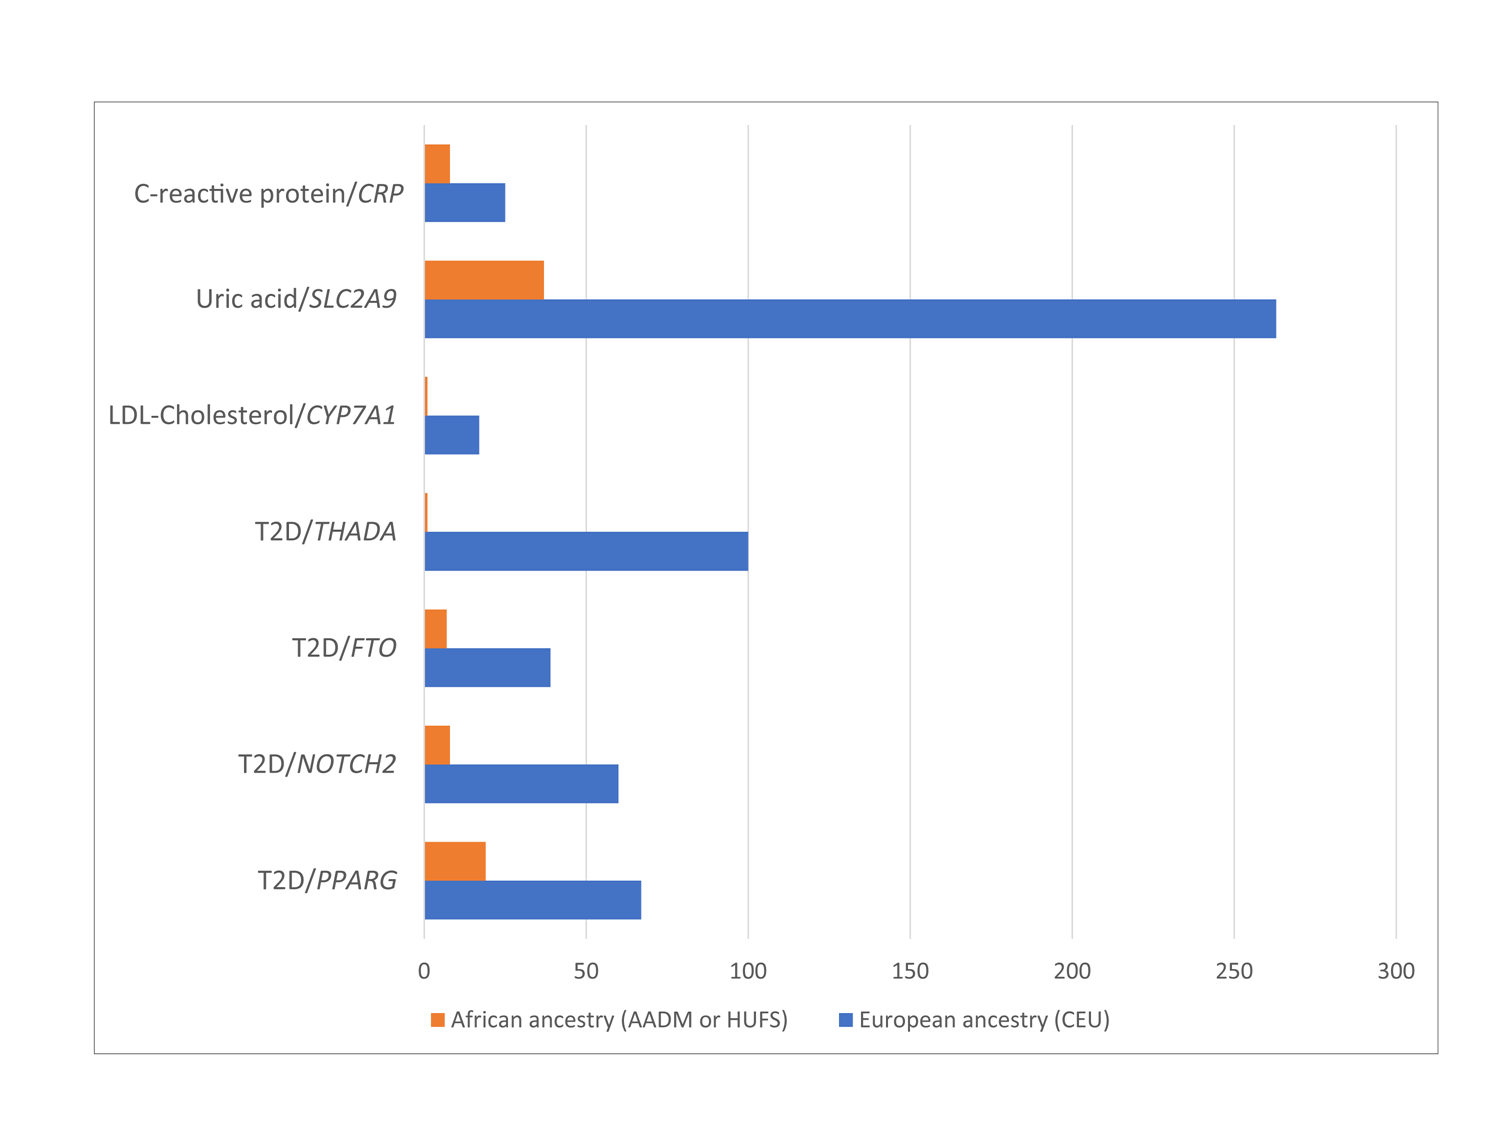 C-reactive protein/CRP
Uric acid/SLC2A9
LDL-Cholesterol/CYP7A1
T2D/THADA
T2D/FTO
T2D/NOTCH2
T2D/PPARG
0 50 100 150 200 250 300
African ancestry (AADM or HUFS) European ancestry (CEU)